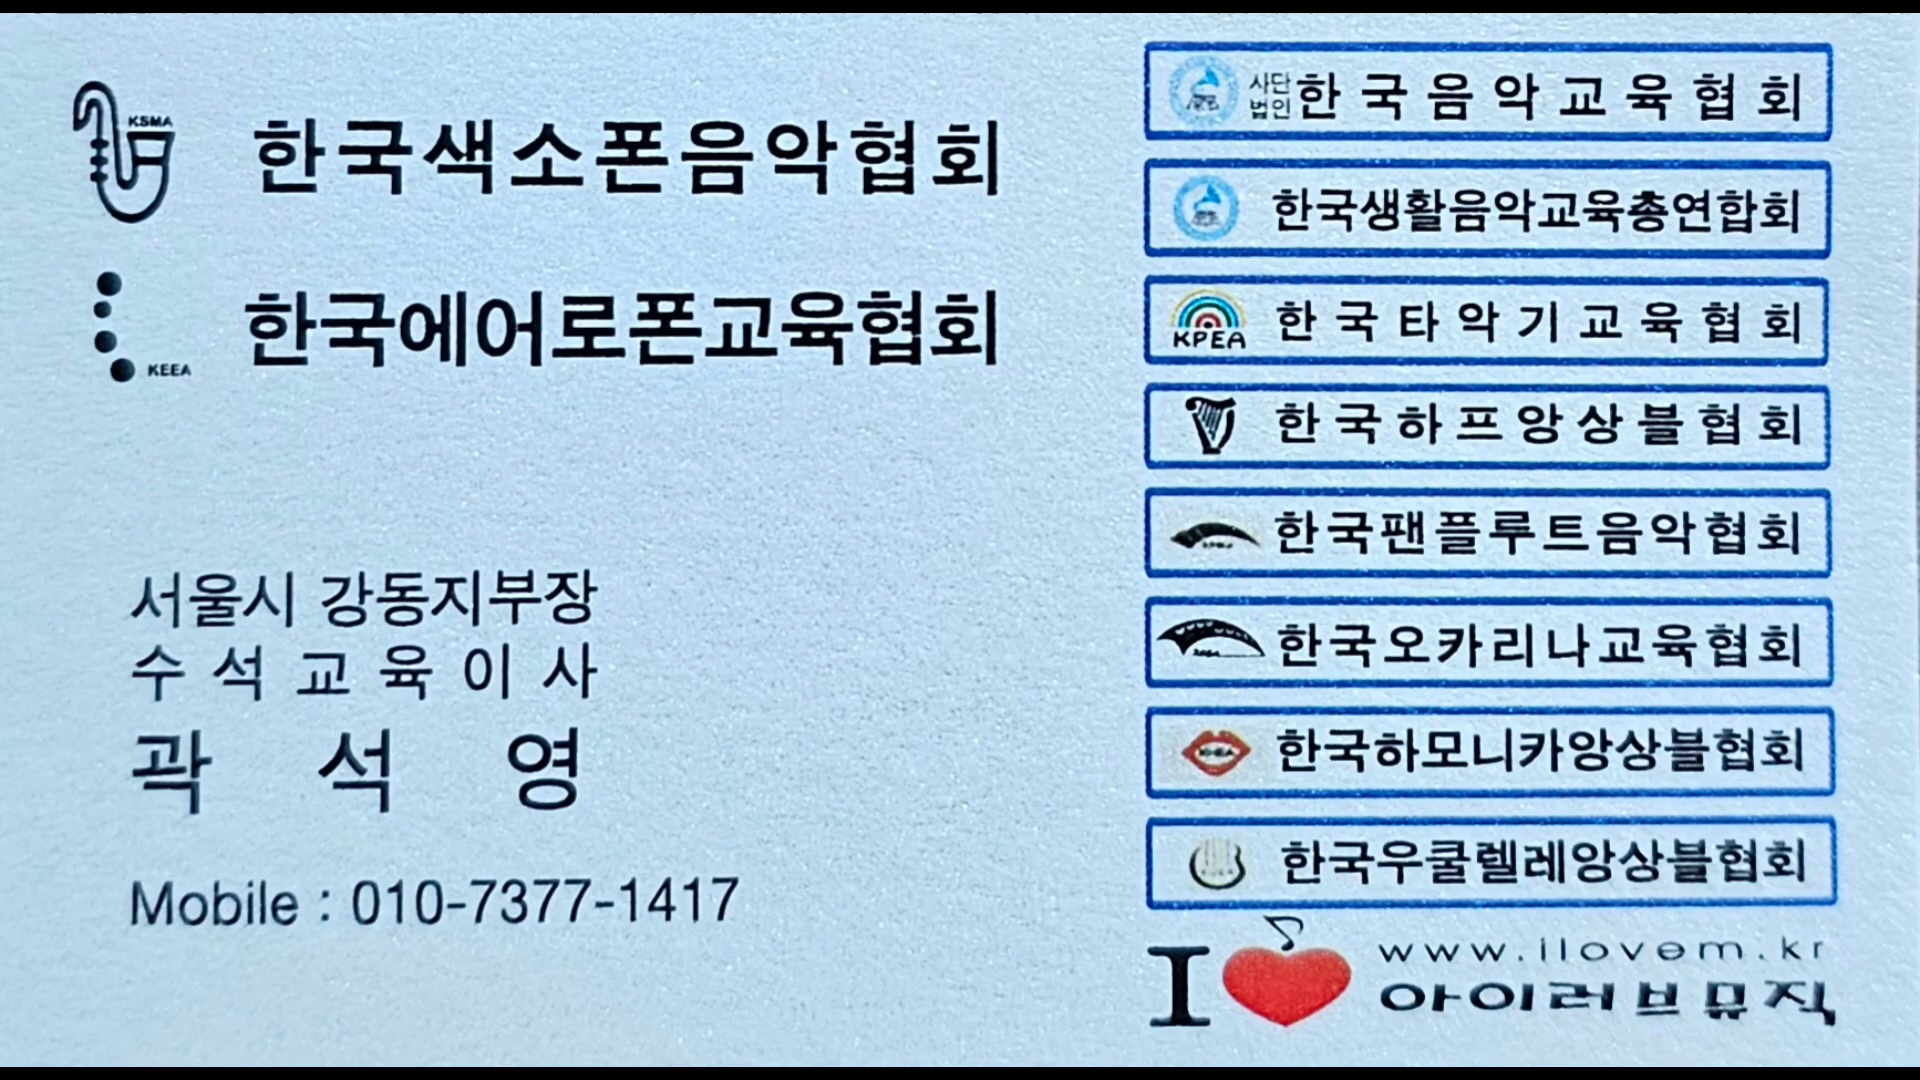 KSMA
한국색소폰음악협회
KEEA
한국에어로폰교육협회
서울시 강동지부장
수석교육이사
곽석영
Mobile : 010-7377-1417
사단법인 한국음악교육협회
한국생활음악교육총연합회
KPEA
한국타악기교육협회
한국하프앙상블협회
한국팬플루트음악협회
한국오카리나교육협회
한국하모니카앙상블협회
한국우쿨렐레앙상블협회
I
www.ilovem.kr
아이러브뮤직